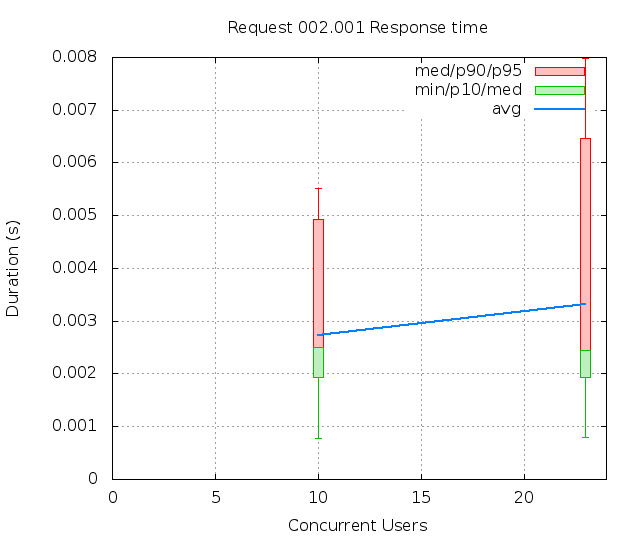 Request 002.001 Response time
0.008
0.007
0.006
0.005
0.004
0.003
0.002
0.001
0
Duration (s)
med/p90/p95
min/p10/med
avg
0 5 10 15 20
Concurrent Users